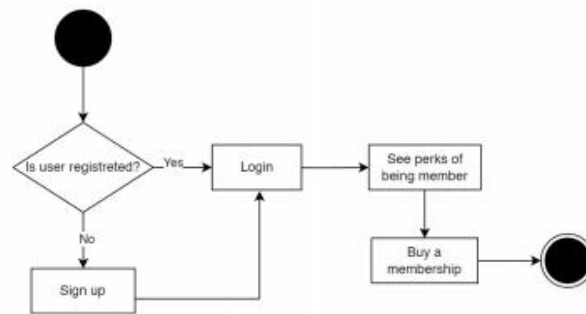 Is user registreted?
Yes
Login
See perks of
being member
No
Buy a
membership
Sign up